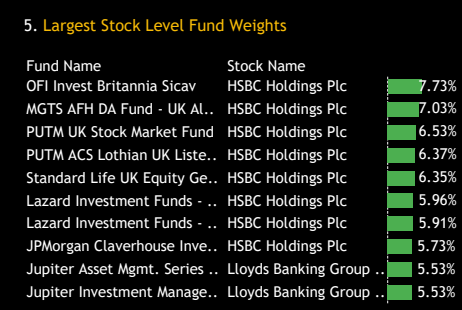 5. Largest Stock Level Fund Weights
Fund Name Stock Name
OFI Invest Britannia Sicav HSBC Holdings Plc 7.73%
MGTS AFH DA Fund - UK Al.. HSBC Holdings Plc 7.03%
PUTM UK Stock Market Fund HSBC Holdings Plc 6.53%
PUTM ACS Lothian UK Liste.. HSBC Holdings Plc 6.37%
Standard Life UK Equity Ge.. HSBC Holdings Plc 6.35%
Lazard Investment Funds - .. HSBC Holdings Plc 5.96%
Lazard Investment Funds - .. HSBC Holdings Plc 5.91%
JPMorgan Claverhouse Inve.. HSBC Holdings Plc 5.73%
Jupiter Asset Mgmt. Series .. Lloyds Banking Group .. 5.53%
Jupiter Investment Manage.. Lloyds Banking Group .. 5.53%